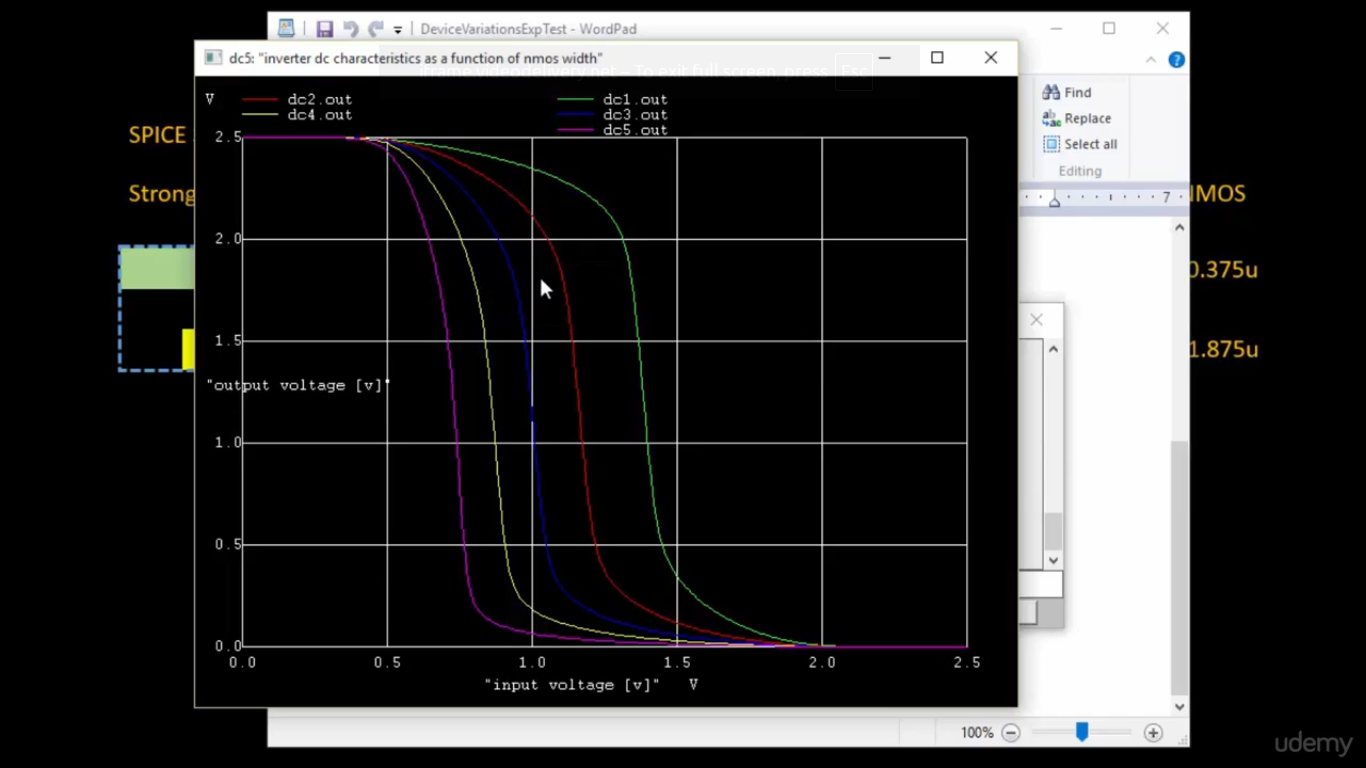 DeviceVariationsExpTest - WordPad
dc5: "inverter dc characteristics as a function of nmos width"
To exit full screen, press Esc
Find
Replace
Select all
Editing
7
SPICE
Strong
NMOS
0.375u
1.875u
V
dc2.out
dc1.out
dc4.out
dc3.out
dc5.out
2.5
2.0
1.5
"output voltage [v]"
1.0
0.5
0.0
0.0 0.5 1.0 1.5 2.0 2.5
"input voltage [v]" V
100%
udemy